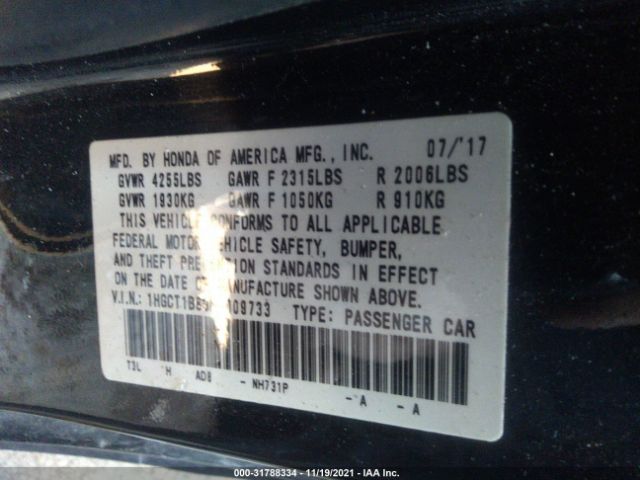 MFD. BY HONDA OF AMERICA MFG., INC. 07/'17
GVWR 4255LBS GAWR F 2315LBS R 2006LBS
GVWR 1930KG GAWR F 1050KG R 910KG
THIS VEHICLE CONFORMS TO ALL APPLICABLE
FEDERAL MOTOR VEHICLE SAFETY, BUMPER,
AND THEFT PREVENTION STANDARDS IN EFFECT
ON THE DATE OF MANUFACTURE SHOWN ABOVE.
V.I.N.: TYPE: PASSENGER CAR
T3L H AD8 - NH731P - A - A
000-31788334 - 11/19/2021 - IAA Inc.